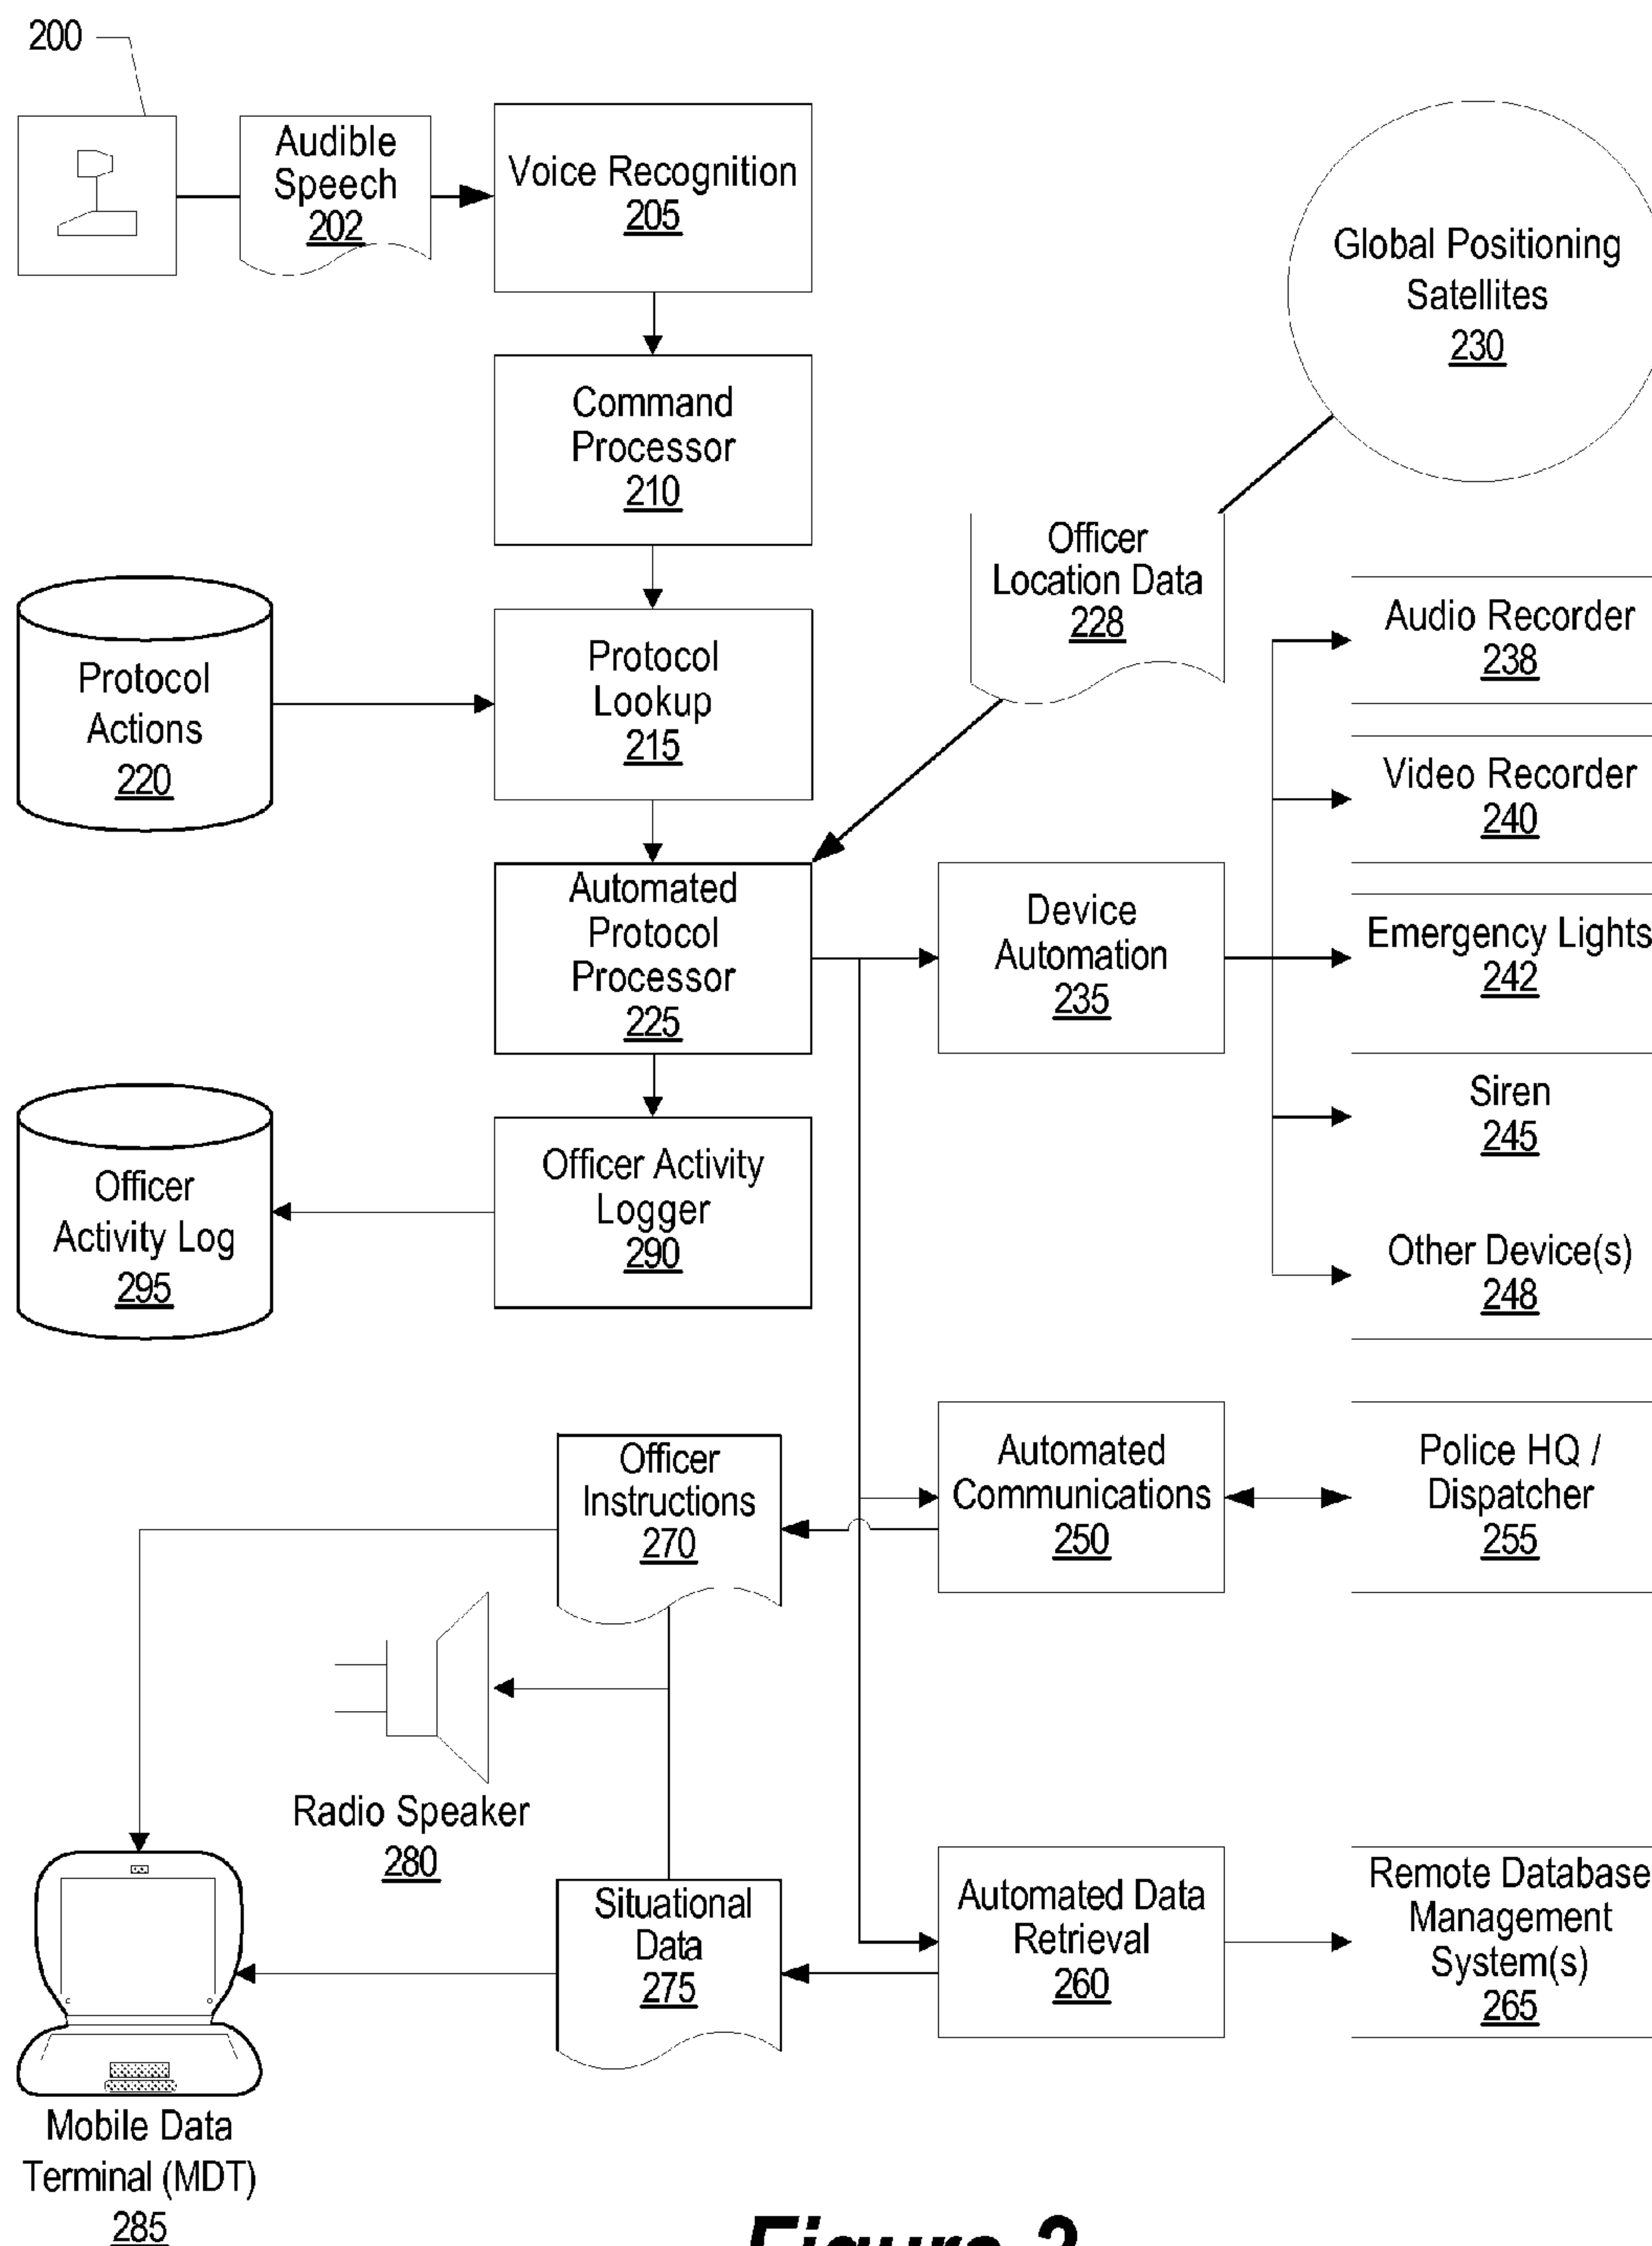 200
Audible
Speech
202
Voice Recognition
205
Global Positioning
Satellites
230
Command
Processor
210
Officer
Location Data
228
Protocol
Actions
220
Protocol
Lookup
215
Audio Recorder
238
Video Recorder
240
Automated
Protocol
Processor
225
Device
Automation
235
Emergency Lights
242
Siren
245
Officer
Activity Log
295
Officer Activity
Logger
290
Other Device(s)
248
Officer
Instructions
270
Automated
Communications
250
Police HQ /
Dispatcher
255
Radio Speaker
280
Situational
Data
275
Automated Data
Retrieval
260
Remote Database
Management
System(s)
265
Mobile Data
Terminal (MDT)
285